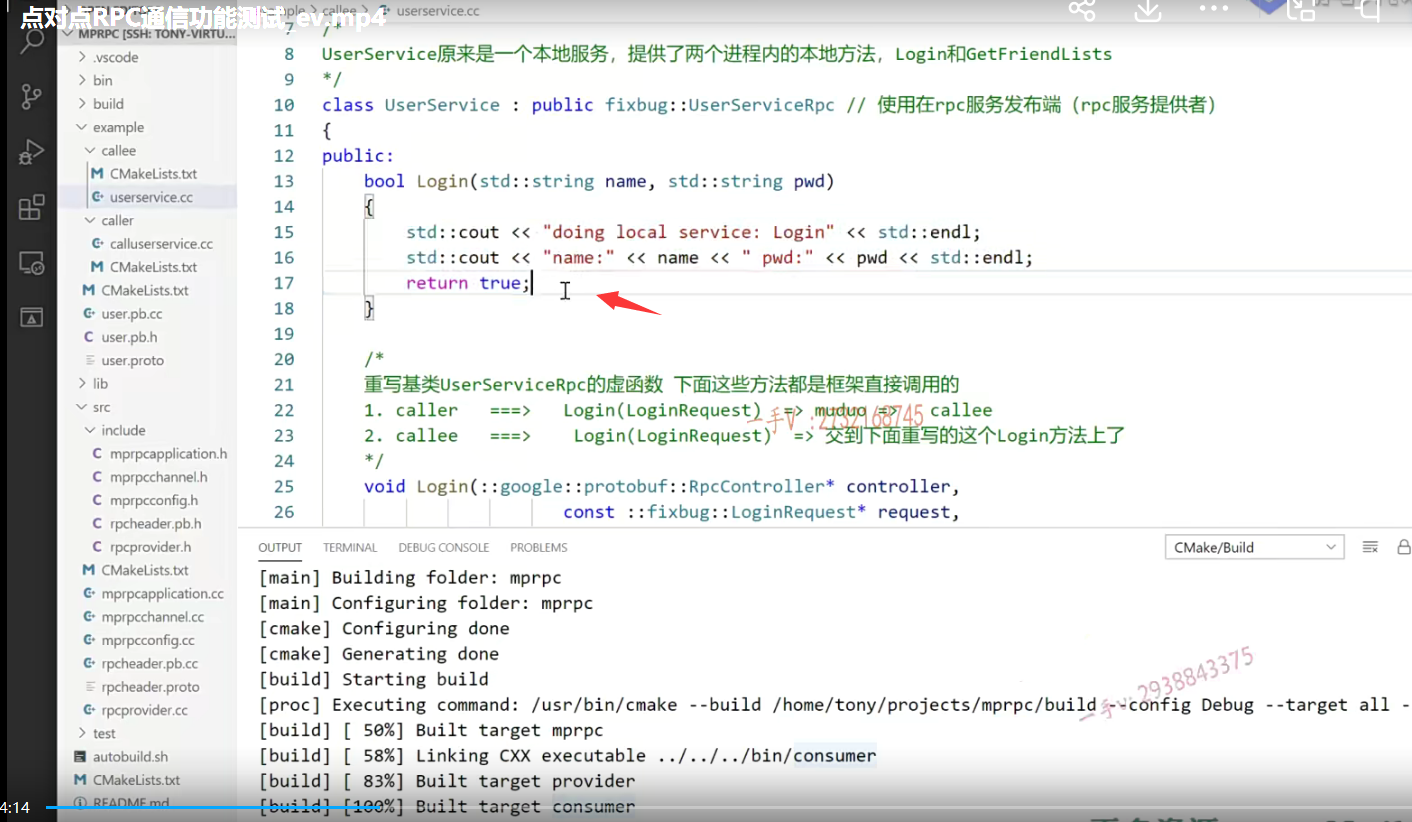 点对点RPC通信功能测试_ev.mp4
callee
userservice.cc
MPRPC [SSH: TONY-VIRTU...
.vscode
bin
build
example
callee
CMakeLists.txt
userservice.cc
caller
calluserservice.cc
CMakeLists.txt
CMakeLists.txt
user.pb.cc
user.pb.h
user.proto
lib
src
include
mprpcapplication.h
mprpcchannel.h
mprpcconfig.h
rpcheader.pb.h
rpcprovider.h
CMakeLists.txt
mprpcapplication.cc
mprpcchannel.cc
mprpcconfig.cc
rpcheader.pb.cc
rpcheader.proto
rpcprovider.cc
test
autobuild.sh
CMakeLists.txt
README.md
7 /*
8 UserService原来是一个本地服务，提供了两个进程内的本地方法，Login和GetFriendLists
9 */
10 class UserService : public fixbug::UserServiceRpc // 使用在rpc服务发布端（rpc服务提供者）
11 {
12 public:
13 bool Login(std::string name, std::string pwd)
14 {
15 std::cout << "doing local service: Login" << std::endl;
16 std::cout << "name:" << name << " pwd:" << pwd << std::endl;
17 return true;
18 }
19
20 /*
21 重写基类UserServiceRpc的虚函数 下面这些方法都是框架直接调用的
22 1. caller ===> Login(LoginRequest) => muduo => callee
23 2. callee ===> Login(LoginRequest) => 交到下面重写的这个Login方法上了
24 */
25 void Login(::google::protobuf::RpcController* controller,
26 const ::fixbug::LoginRequest* request,
二手V:2732168745
OUTPUT TERMINAL DEBUG CONSOLE PROBLEMS
CMake/Build
[main] Building folder: mprpc
[main] Configuring folder: mprpc
[cmake] Configuring done
[cmake] Generating done
[build] Starting build
[proc] Executing command: /usr/bin/cmake --build /home/tony/projects/mprpc/build --config Debug --target all -
[build] [ 50%] Built target mprpc
[build] [ 58%] Linking CXX executable ../../../bin/consumer
[build] [ 83%] Built target provider
[build] [100%] Built target consumer
二手V:2938843375
4:14